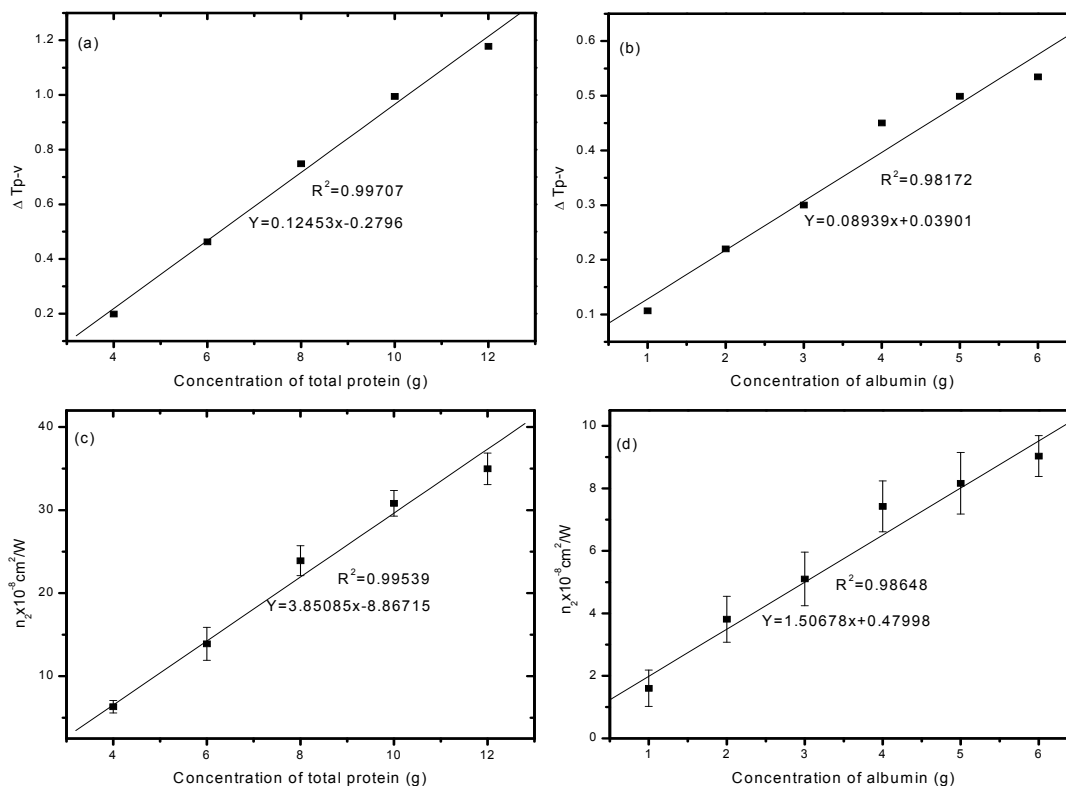 (a)
1.2
1.0
0.8
0.6
0.4
0.2
Δ Tp-v
R²=0.99707
Y=0.12453x-0.2796
4 6 8 10 12
Concentration of total protein (g)
(b)
0.6
0.5
0.4
0.3
0.2
0.1
Δ Tp-v
R²=0.98172
Y=0.08939x+0.03901
1 2 3 4 5 6
Concentration of albumin (g)
(c)
40
30
20
10
n₂x10⁻⁸cm²/W
R²=0.99539
Y=3.85085x-8.86715
4 6 8 10 12
Concentration of total protein (g)
(d)
10
8
6
4
2
0
n₂x10⁻⁸cm²/W
R²=0.98648
Y=1.50678x+0.47998
1 2 3 4 5 6
Concentration of albumin (g)